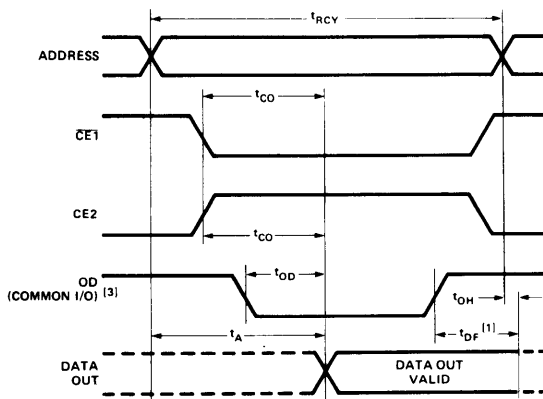 tRCY
ADDRESS
tCO
CE1
CE2
tCO
OD
(COMMON I/O) [3]
tOD
tOH
tA
tDF [1]
DATA
OUT
DATA OUT
VALID